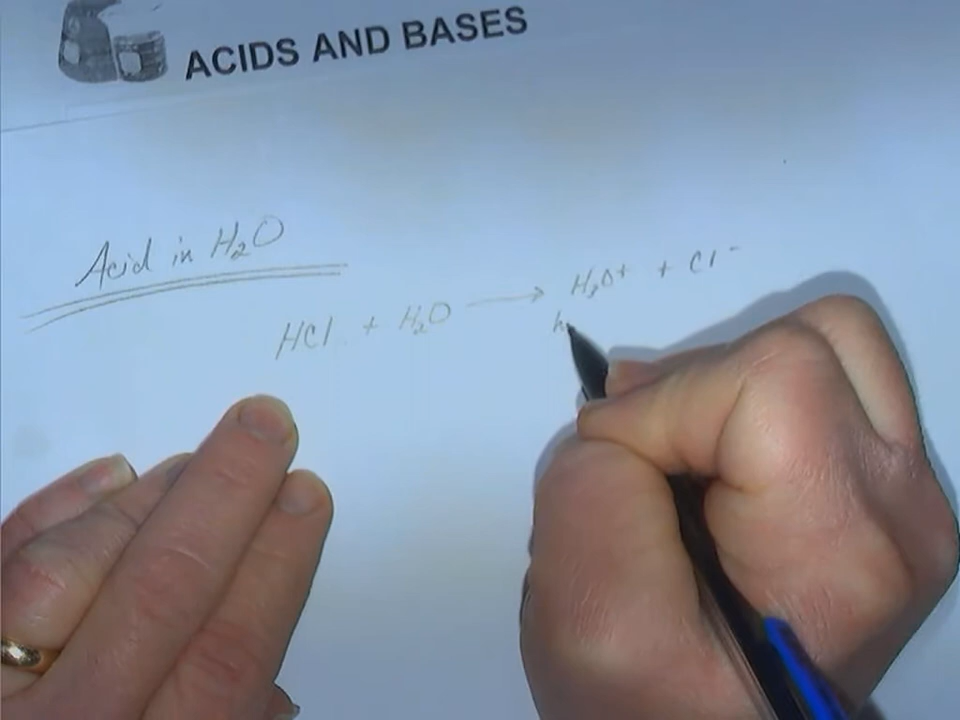 ACIDS AND BASES
Acid in H₂O
HCl + H₂O → H₃O⁺ + Cl⁻